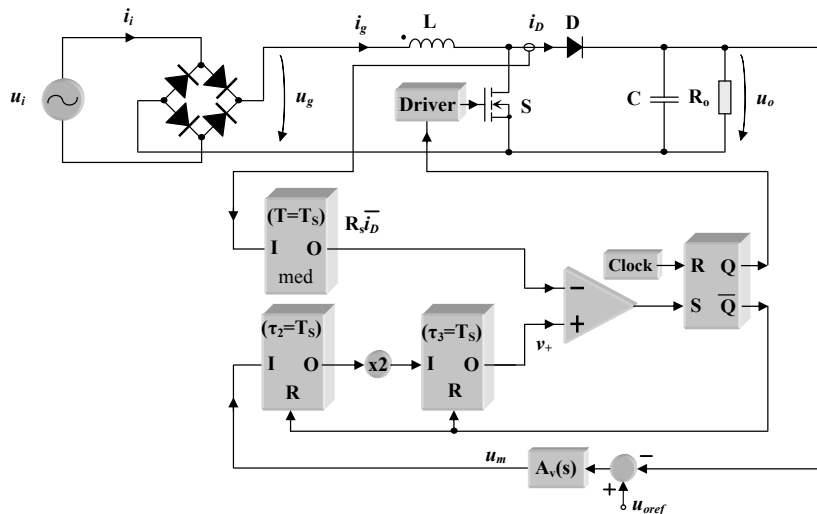 i_i
i_g
L
i_D
D
u_i
u_g
Driver
S
C
R_o
u_o
(T=T_S)
I O
med
R_s i̅_D
Clock
R Q
S Q̅
−
+
(τ_2=T_S)
I O
R
x2
(τ_3=T_S)
I O
R
v_+
u_m
A_v(s)
−
+
u_oref